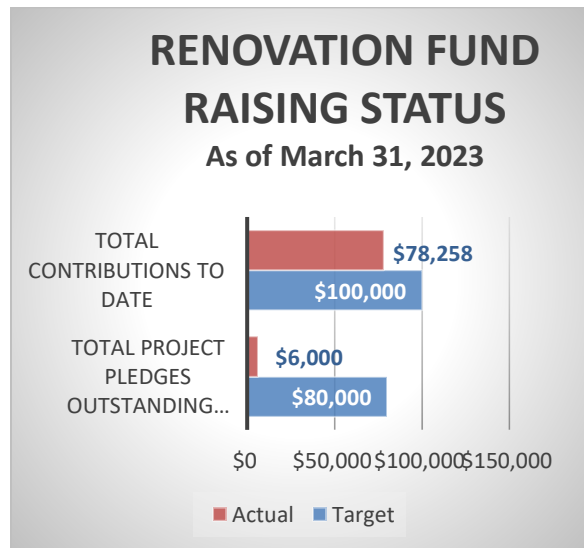 RENOVATION FUND
RAISING STATUS
As of March 31, 2023
TOTAL
CONTRIBUTIONS TO
DATE
$78,258
$100,000
TOTAL PROJECT
PLEDGES
OUTSTANDING...
$6,000
$80,000
$0 $50,000 $100,000 $150,000
Actual Target